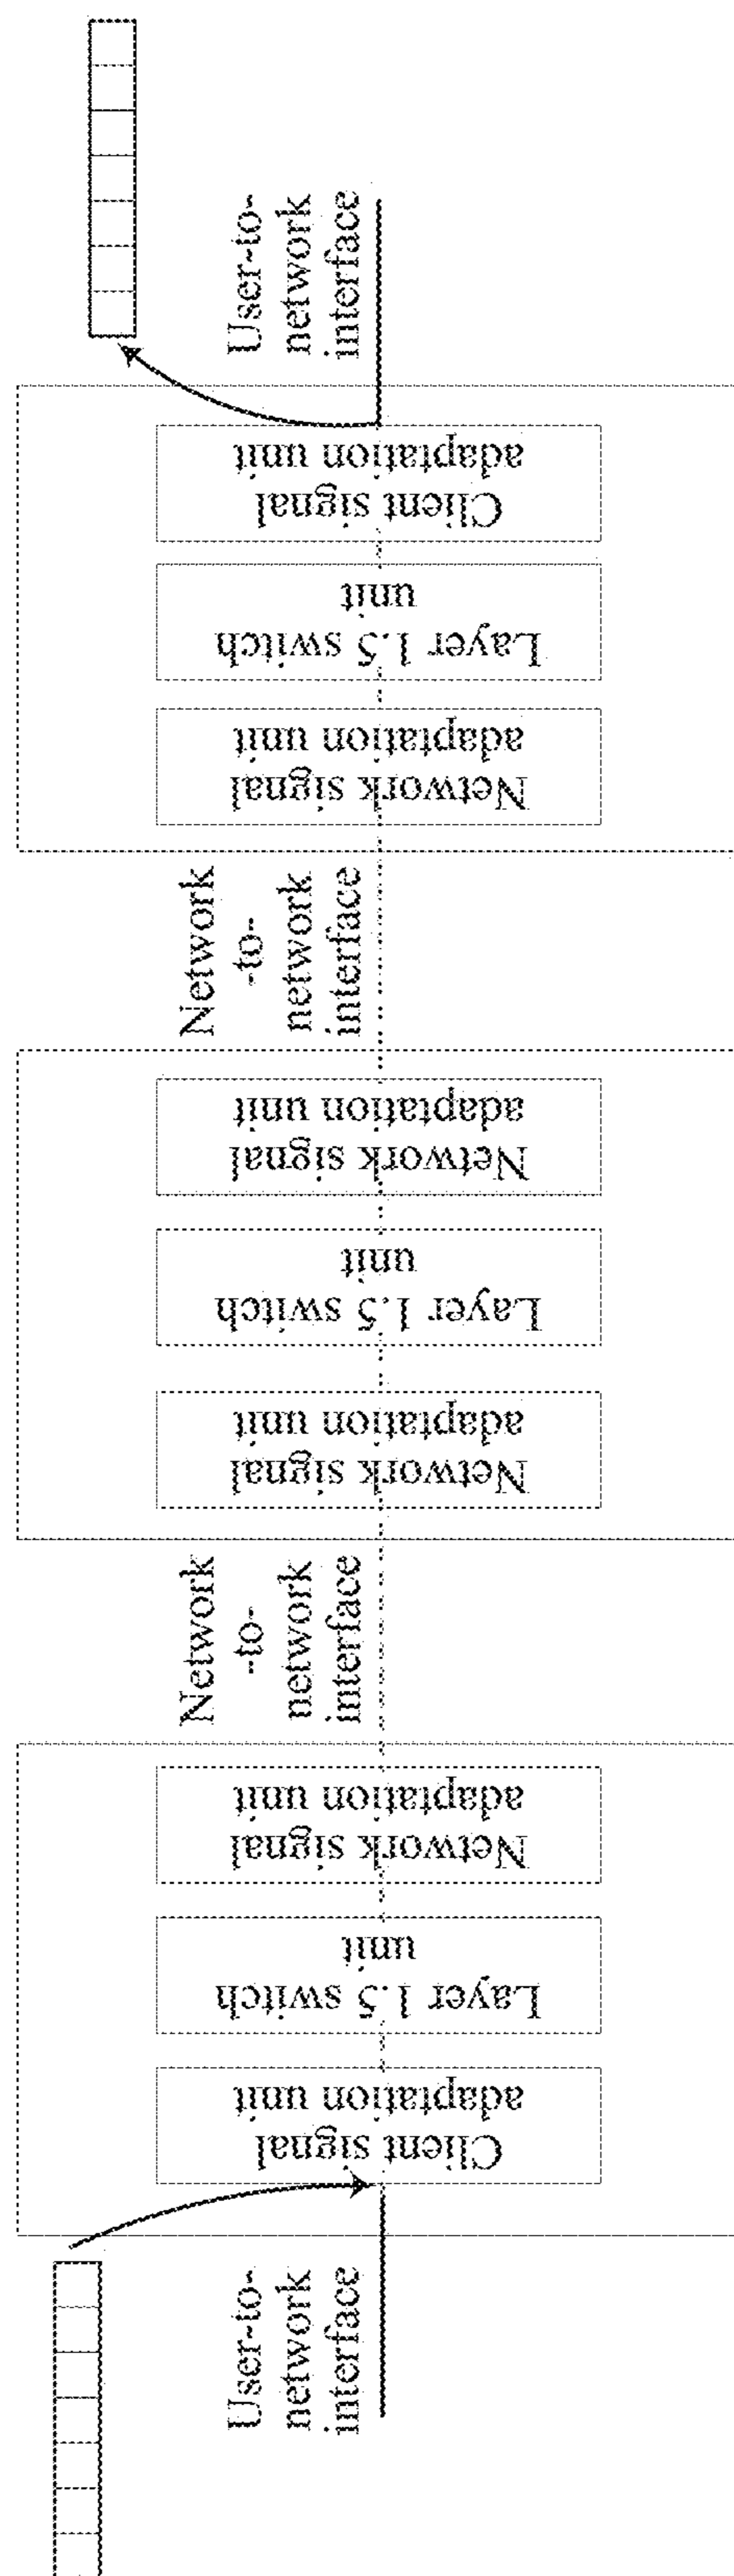 User-to-
network
interface
Client signal
adaptation unit
Layer 1.5 switch
unit
Network signal
adaptation unit
Network
-to-
network
interface
Network signal
adaptation unit
Layer 1.5 switch
unit
Network signal
adaptation unit
Network
-to-
network
interface
Network signal
adaptation unit
Layer 1.5 switch
unit
Client signal
adaptation unit
User-to-
network
interface